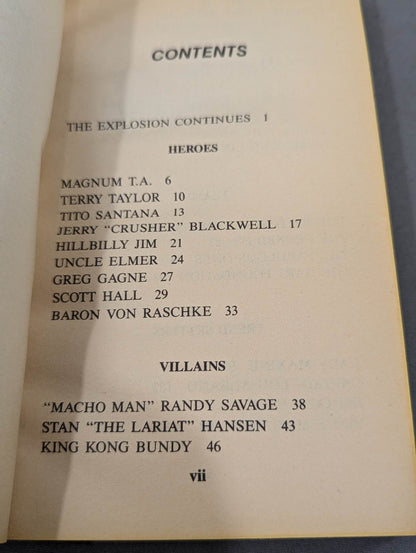 CONTENTS
THE EXPLOSION CONTINUES 1
HEROES
MAGNUM T.A. 6
TERRY TAYLOR 10
TITO SANTANA 13
JERRY "CRUSHER" BLACKWELL 17
HILLBILLY JIM 21
UNCLE ELMER 24
GREG GAGNE 27
SCOTT HALL 29
BARON VON RASCHKE 33
VILLAINS
"MACHO MAN" RANDY SAVAGE 38
STAN "THE LARIAT" HANSEN 43
KING KONG BUNDY 46
vii